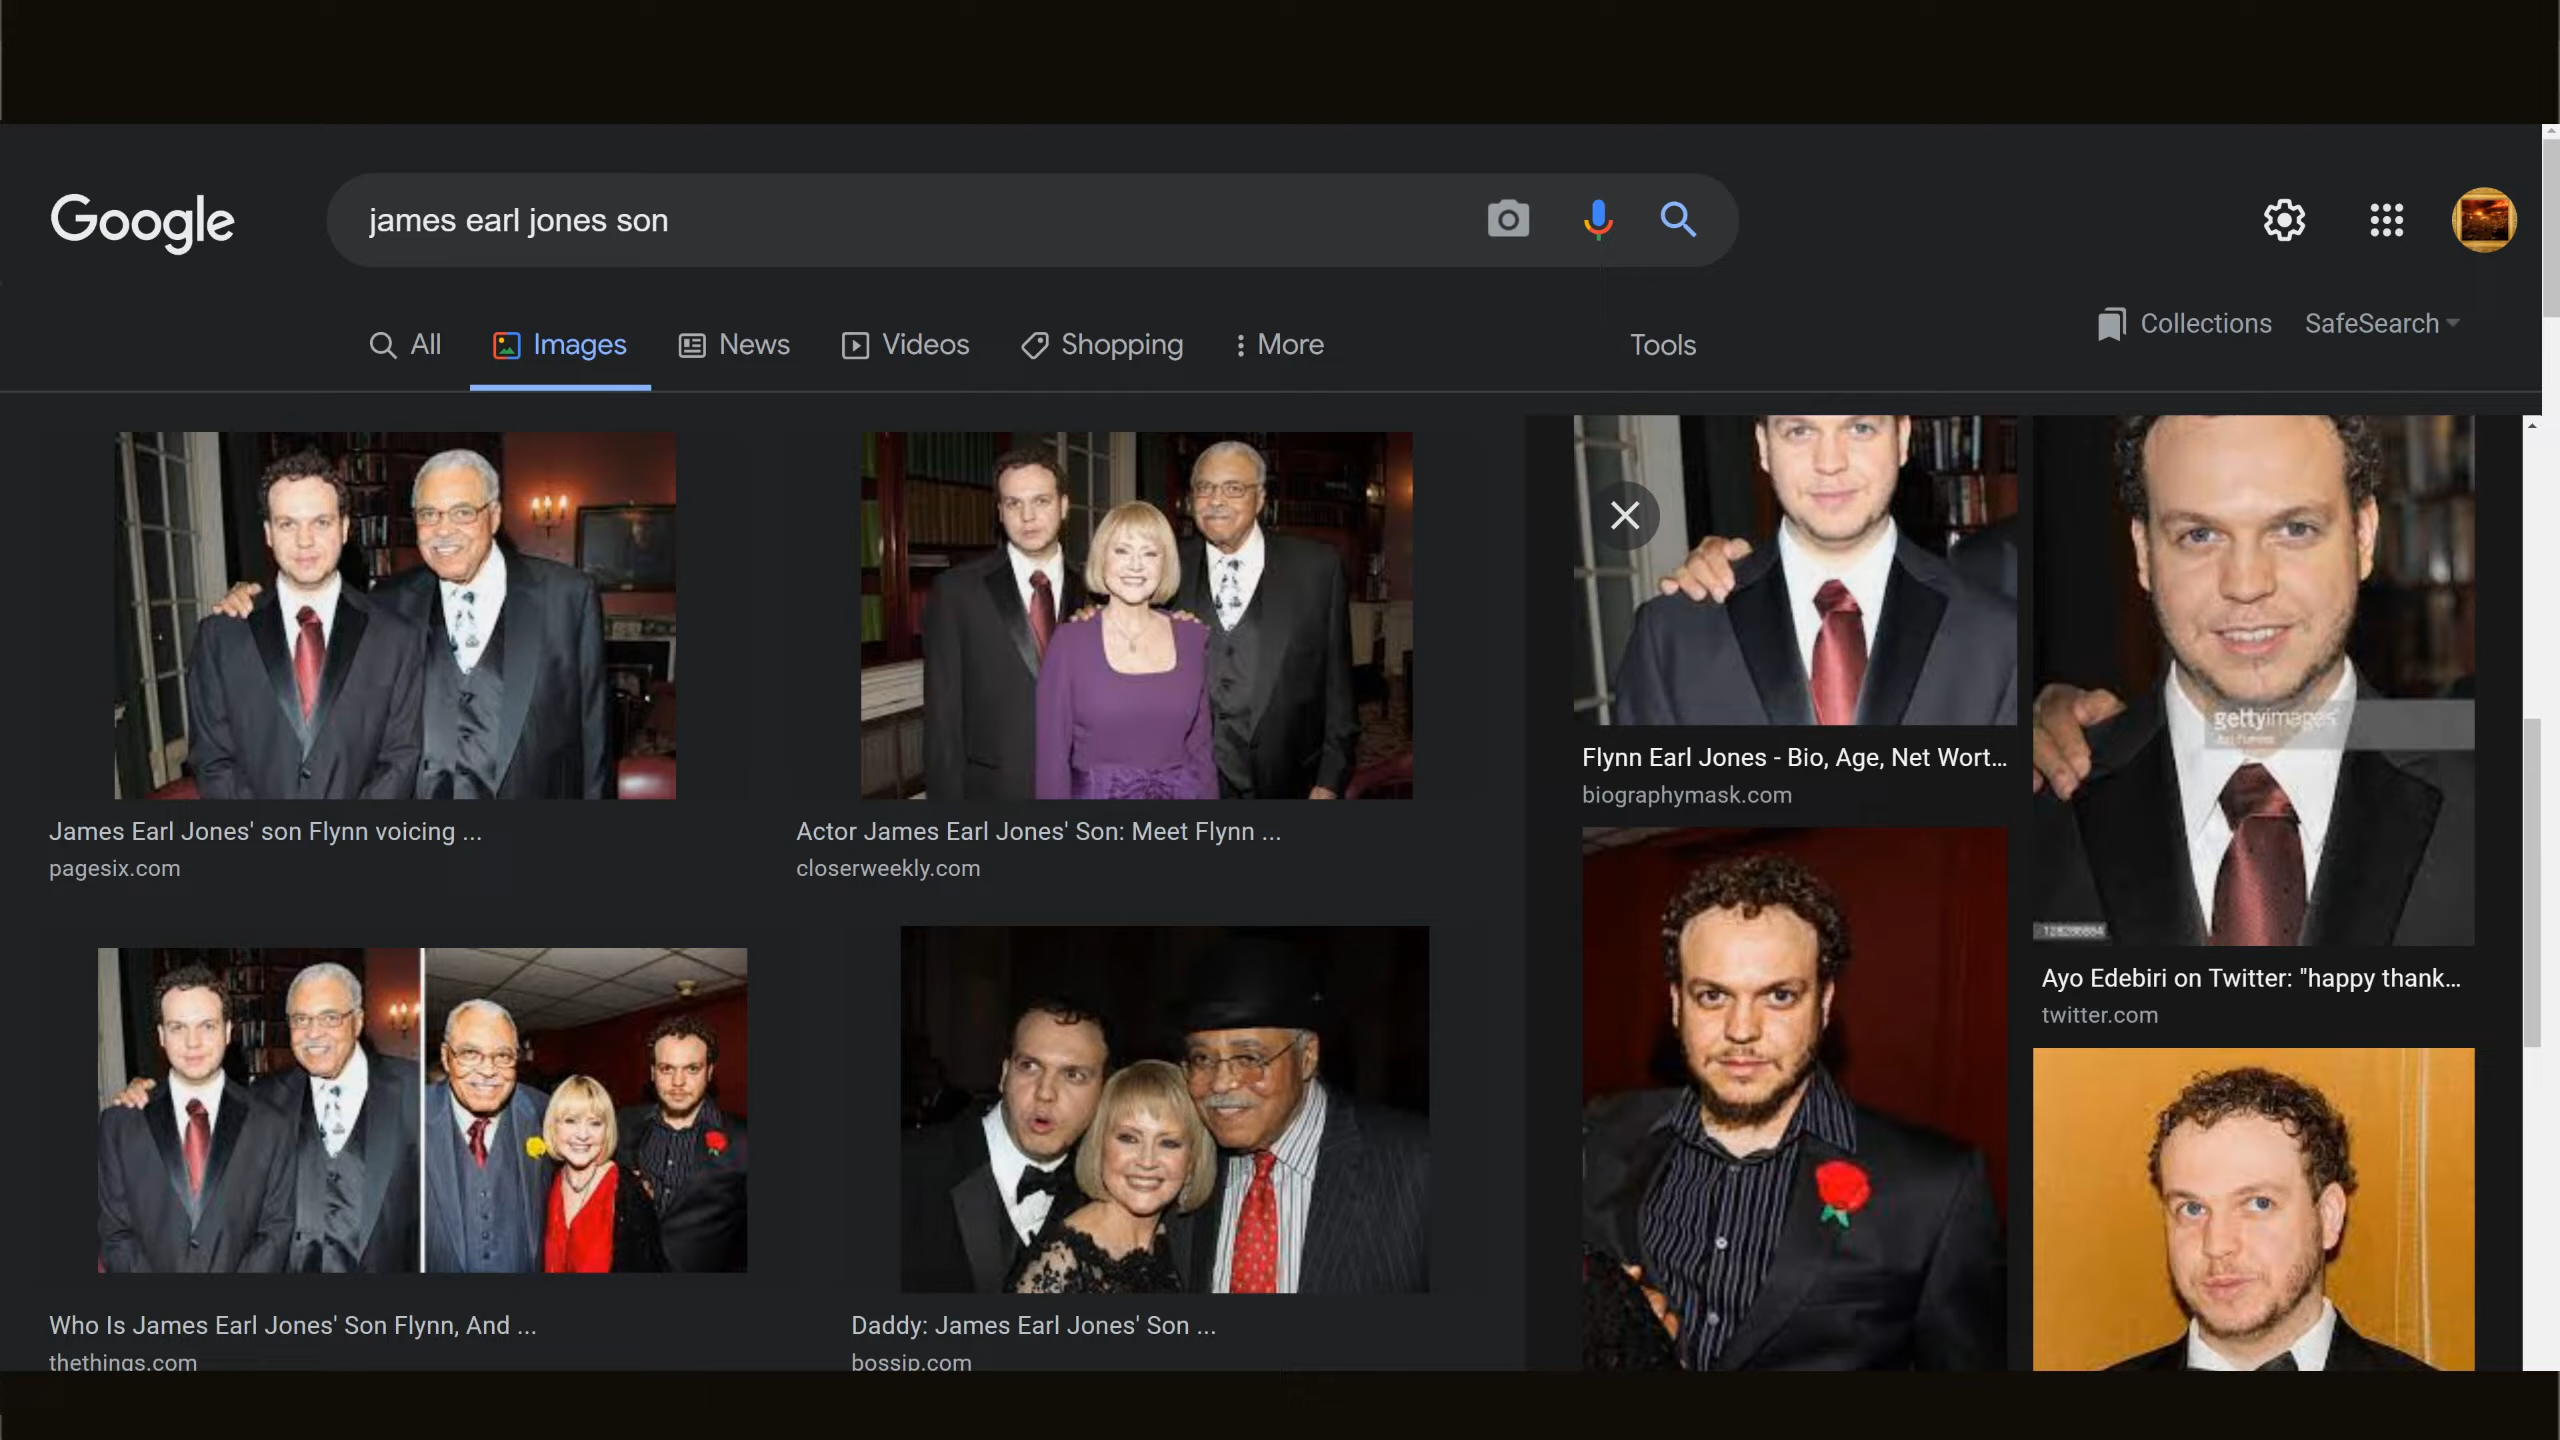 Google
james earl jones son
All
Images
News
Videos
Shopping
More
Tools
Collections
SafeSearch
James Earl Jones' son Flynn voicing ...
pagesix.com
Actor James Earl Jones' Son: Meet Flynn ...
closerweekly.com
Who Is James Earl Jones' Son Flynn, And ...
thethings.com
Daddy: James Earl Jones' Son ...
bossip.com
Flynn Earl Jones - Bio, Age, Net Wort...
biographymask.com
gettyimages
Ayo Edebiri on Twitter: "happy thank...
twitter.com